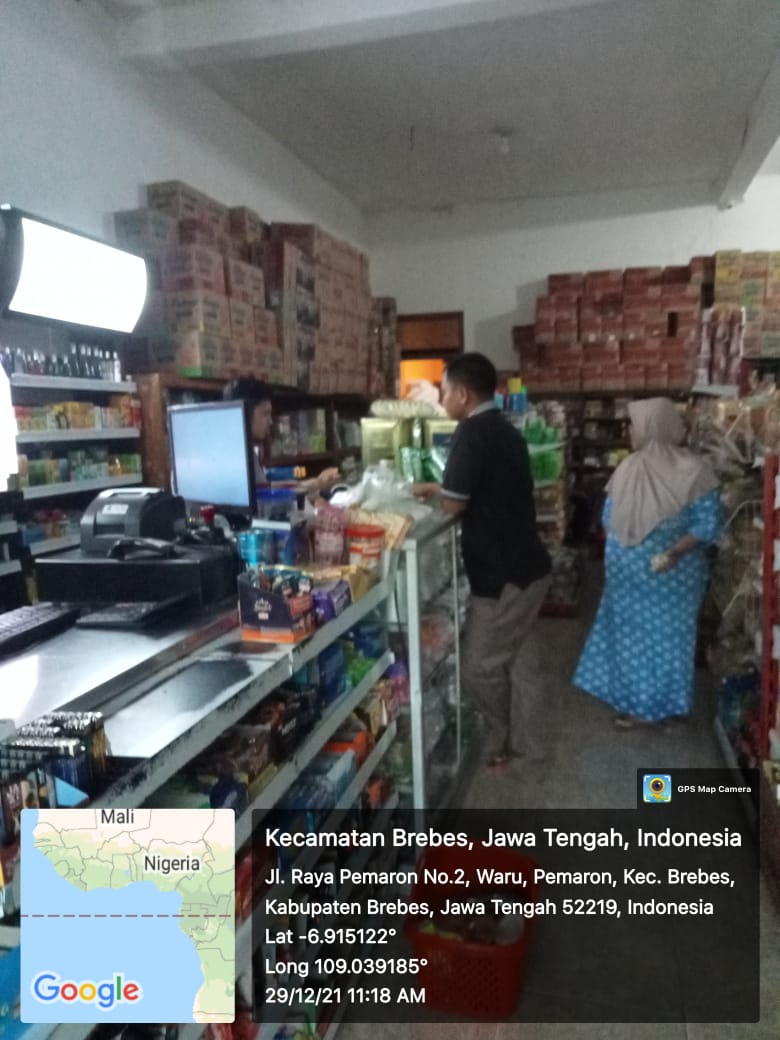 GPS Map Camera
Mali
Nigeria
Google
Kecamatan Brebes, Jawa Tengah, Indonesia
Jl. Raya Pemaron No.2, Waru, Pemaron, Kec. Brebes,
Kabupaten Brebes, Jawa Tengah 52219, Indonesia
Lat -6.915122°
Long 109.039185°
29/12/21 11:18 AM